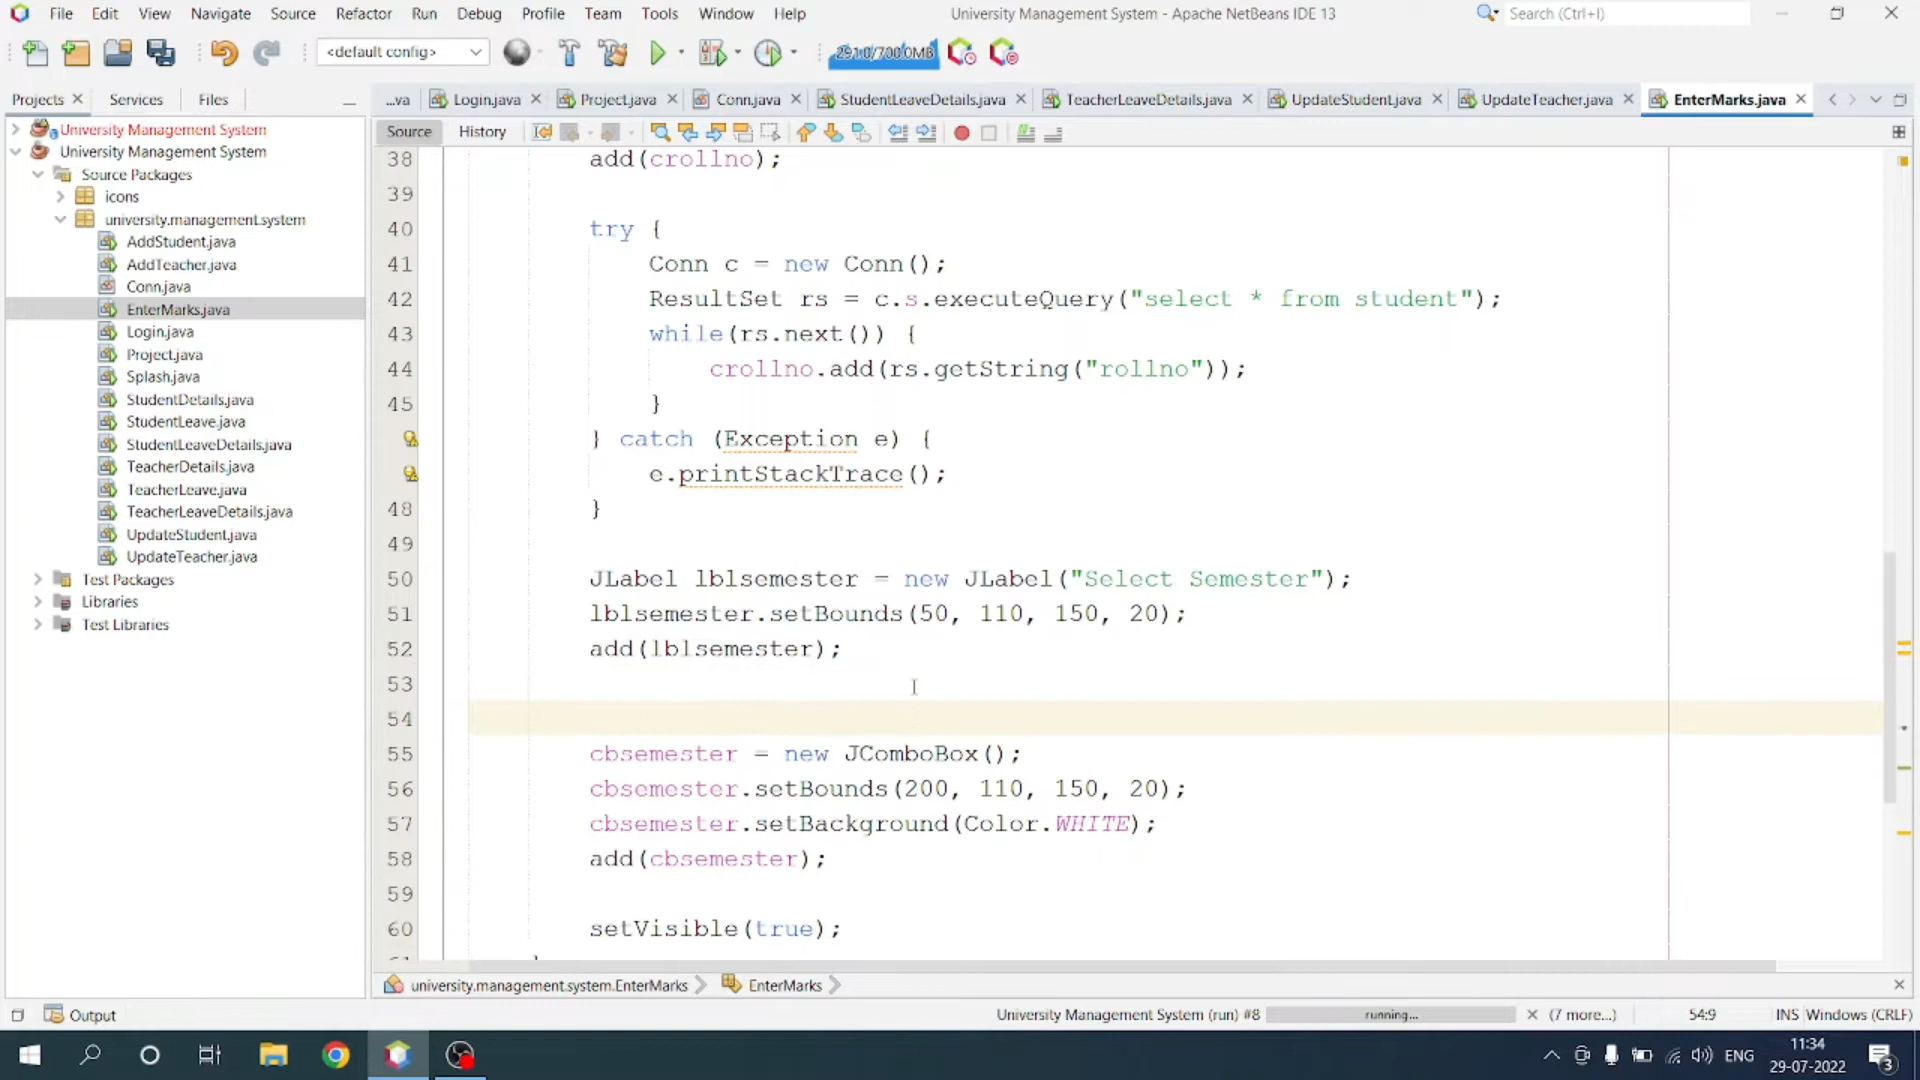 File Edit View Navigate Source Refactor Run Debug Profile Team Tools Window Help University Management System - Apache NetBeans IDE 13 Search (Ctrl+I)
<default config> 291.0/700.0MB
Projects Services Files
...va Login.java Project.java Conn.java StudentLeaveDetails.java TeacherLeaveDetails.java UpdateStudent.java UpdateTeacher.java EnterMarks.java
Source History
University Management System
University Management System
Source Packages
icons
university.management.system
AddStudent.java
AddTeacher.java
Conn.java
EnterMarks.java
Login.java
Project.java
Splash.java
StudentDetails.java
StudentLeave.java
StudentLeaveDetails.java
TeacherDetails.java
TeacherLeave.java
TeacherLeaveDetails.java
UpdateStudent.java
UpdateTeacher.java
Test Packages
Libraries
Test Libraries
38 add(crollno);
39
40 try {
41 Conn c = new Conn();
42 ResultSet rs = c.s.executeQuery("select * from student");
43 while(rs.next()) {
44 crollno.add(rs.getString("rollno"));
45 }
} catch (Exception e) {
e.printStackTrace();
48 }
49
50 JLabel lblsemester = new JLabel("Select Semester");
51 lblsemester.setBounds(50, 110, 150, 20);
52 add(lblsemester);
53
54
55 cbsemester = new JComboBox();
56 cbsemester.setBounds(200, 110, 150, 20);
57 cbsemester.setBackground(Color.WHITE);
58 add(cbsemester);
59
60 setVisible(true);
university.management.system.EnterMarks EnterMarks
Output University Management System (run) #8 running... (7 more...) 54:9 INS Windows (CRLF)
ENG 11:34
29-07-2022 3